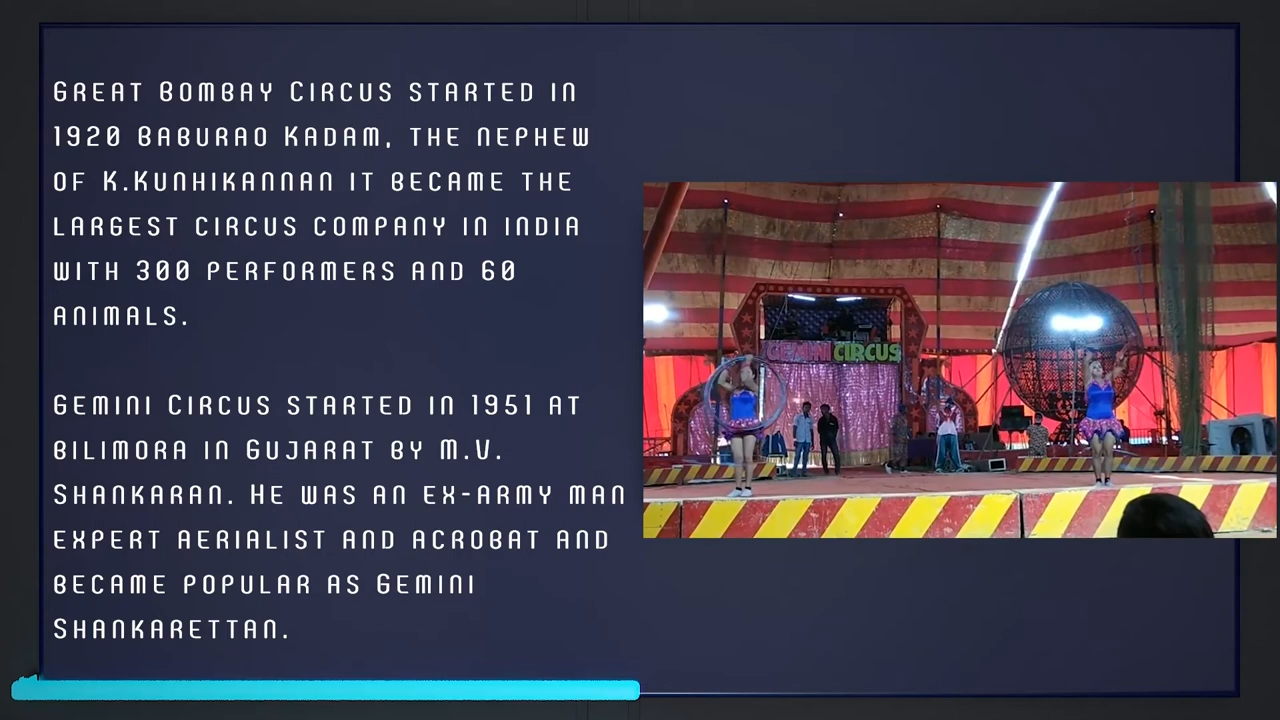 Great Bombay Circus started in
1920 Baburao Kadam, the nephew
of K.Kunhikannan it became the
largest circus company in India
with 300 performers and 60
animals.
Gemini Circus started in 1951 at
bilimora in Gujarat by M.V.
Shankaran. He was an ex-army man
expert aerialist and acrobat and
became popular as Gemini
Shankarettan.
GEMINI CIRCUS